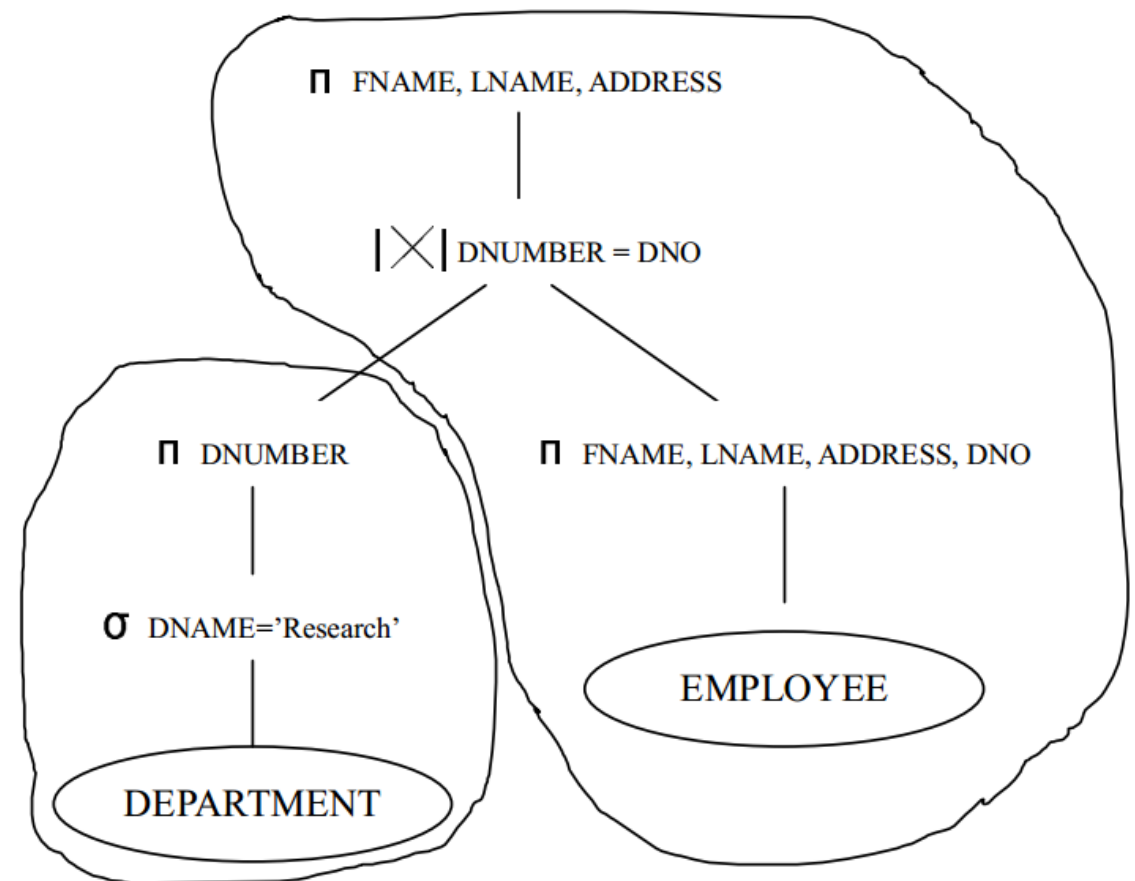 Π FNAME, LNAME, ADDRESS
|X| DNUMBER = DNO
Π DNUMBER
Π FNAME, LNAME, ADDRESS, DNO
σ DNAME=’Research’
EMPLOYEE
DEPARTMENT